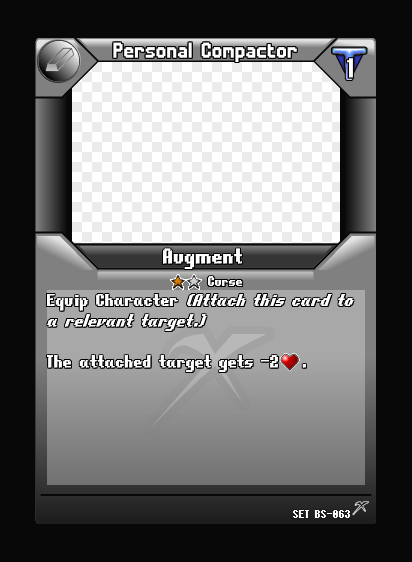 Personal Compactor
1
Augment
Curse
Equip Character (Attach this card to
a relevant target.)
The attached target gets -2❤.
SET BS-063